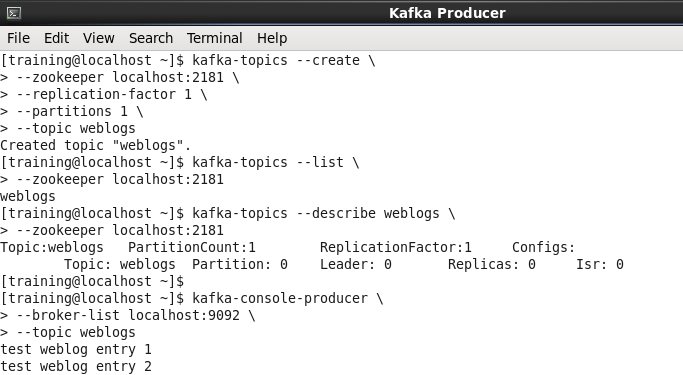 Kafka Producer
File Edit View Search Terminal Help
[training@localhost ~]$ kafka-topics --create \
> --zookeeper localhost:2181 \
> --replication-factor 1 \
> --partitions 1 \
> --topic weblogs
Created topic "weblogs".
[training@localhost ~]$ kafka-topics --list \
> --zookeeper localhost:2181
weblogs
[training@localhost ~]$ kafka-topics --describe weblogs \
> --zookeeper localhost:2181
Topic:weblogs   PartitionCount:1        ReplicationFactor:1     Configs:
        Topic: weblogs  Partition: 0    Leader: 0       Replicas: 0     Isr: 0
[training@localhost ~]$
[training@localhost ~]$ kafka-console-producer \
> --broker-list localhost:9092 \
> --topic weblogs
test weblog entry 1
test weblog entry 2